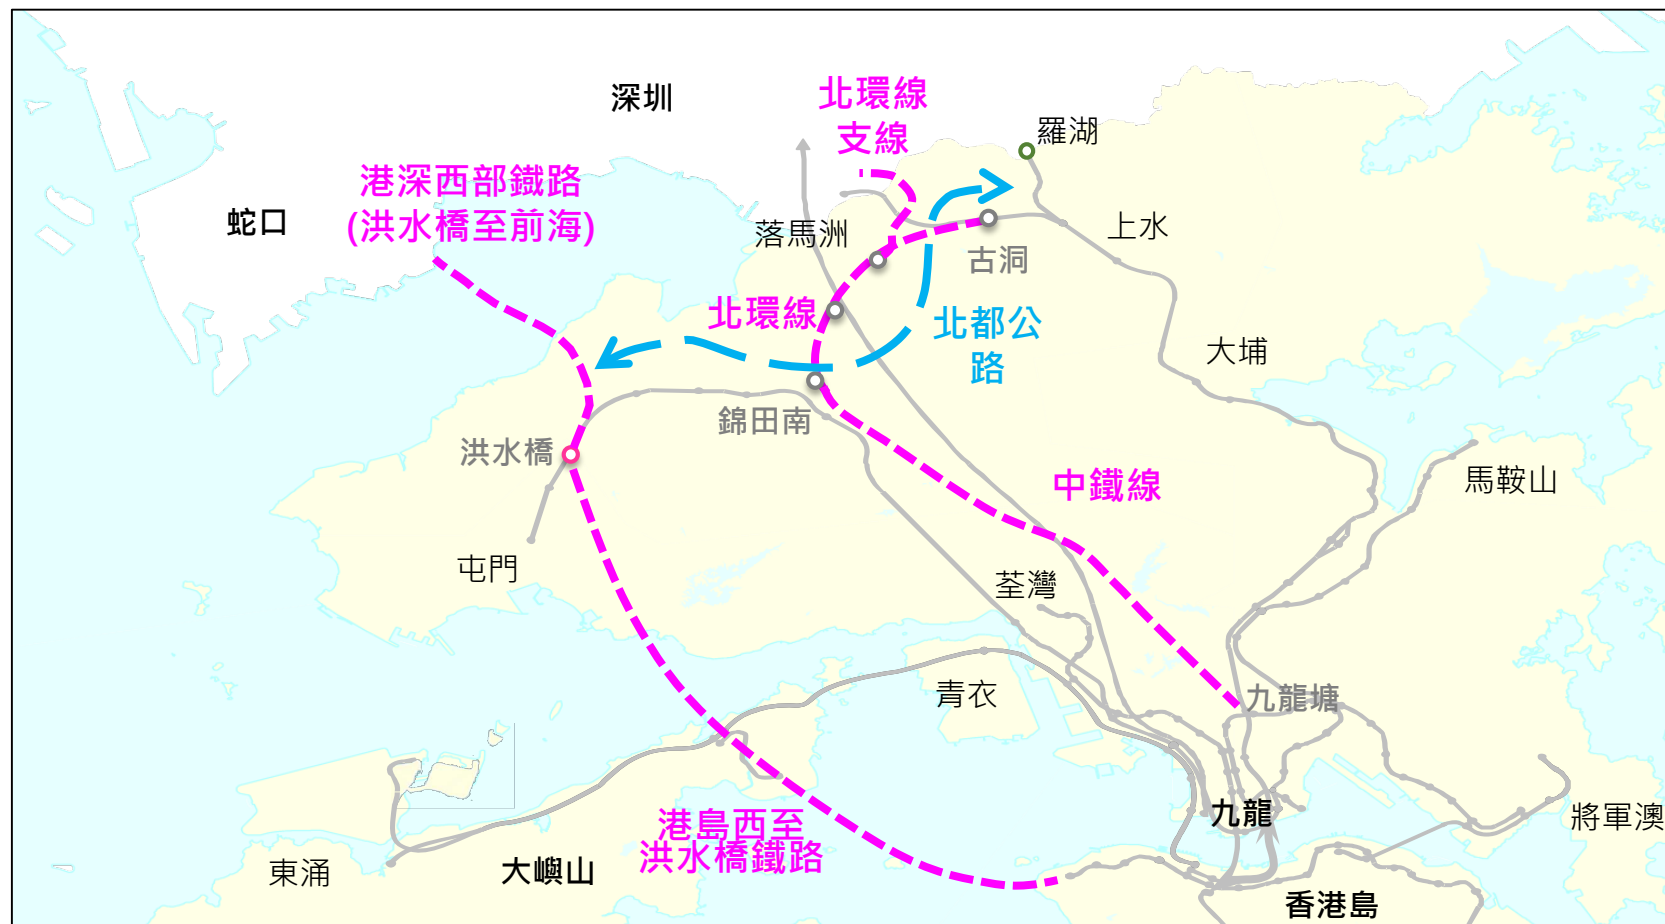 深圳
北環線
支線
羅湖
港深西部鐵路
(洪水橋至前海)
蛇口
落馬洲
上水
古洞
北環線
北都公
路
大埔
錦田南
洪水橋
中鐵線
馬鞍山
屯門
荃灣
青衣
九龍塘
港島西至
洪水橋鐵路
九龍
將軍澳
東涌
大嶼山
香港島